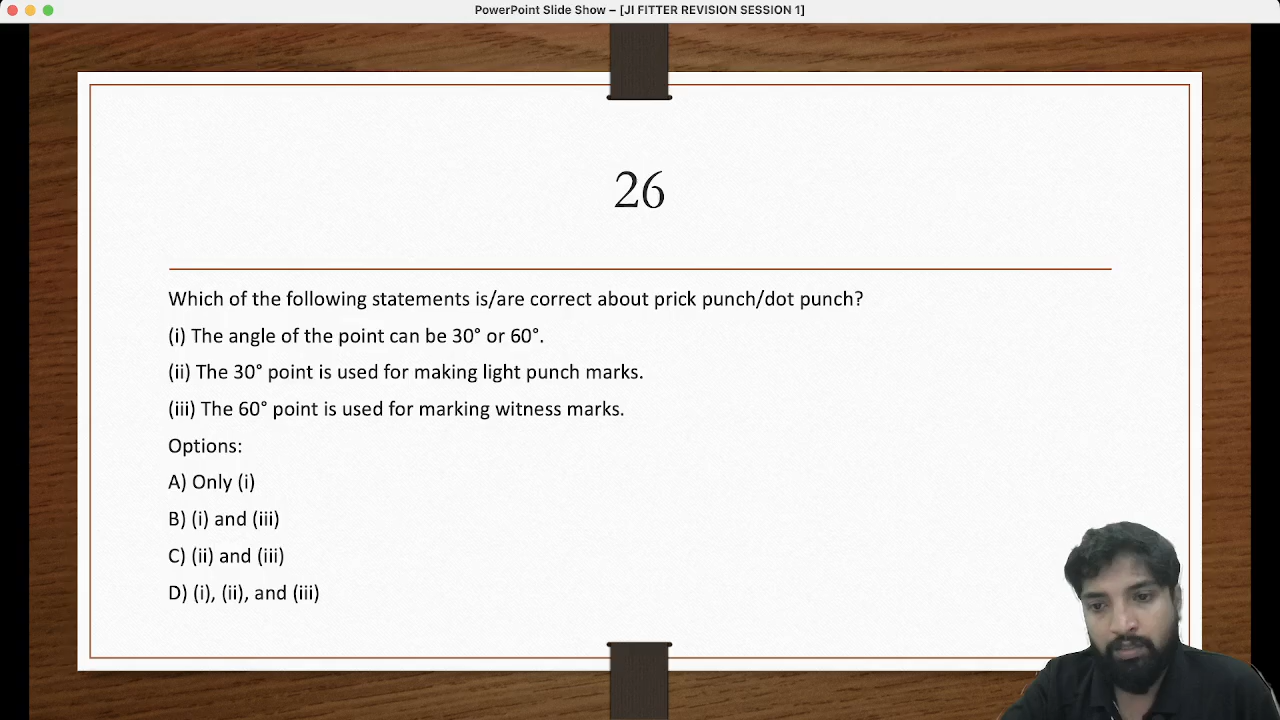 PowerPoint Slide Show – [JI FITTER REVISION SESSION 1]
26
Which of the following statements is/are correct about prick punch/dot punch?
(i) The angle of the point can be 30° or 60°.
(ii) The 30° point is used for making light punch marks.
(iii) The 60° point is used for marking witness marks.
Options:
A) Only (i)
B) (i) and (iii)
C) (ii) and (iii)
D) (i), (ii), and (iii)